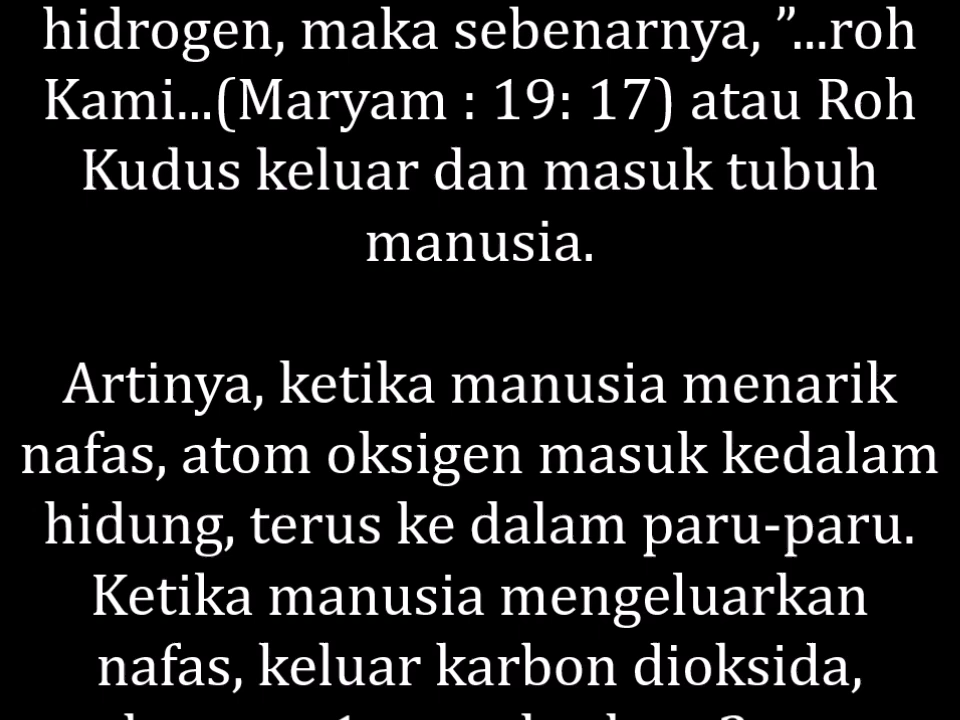 hidrogen, maka sebenarnya, ”...roh
Kami...(Maryam : 19: 17) atau Roh
Kudus keluar dan masuk tubuh
manusia.
Artinya, ketika manusia menarik
nafas, atom oksigen masuk kedalam
hidung, terus ke dalam paru-paru.
Ketika manusia mengeluarkan
nafas, keluar karbon dioksida,